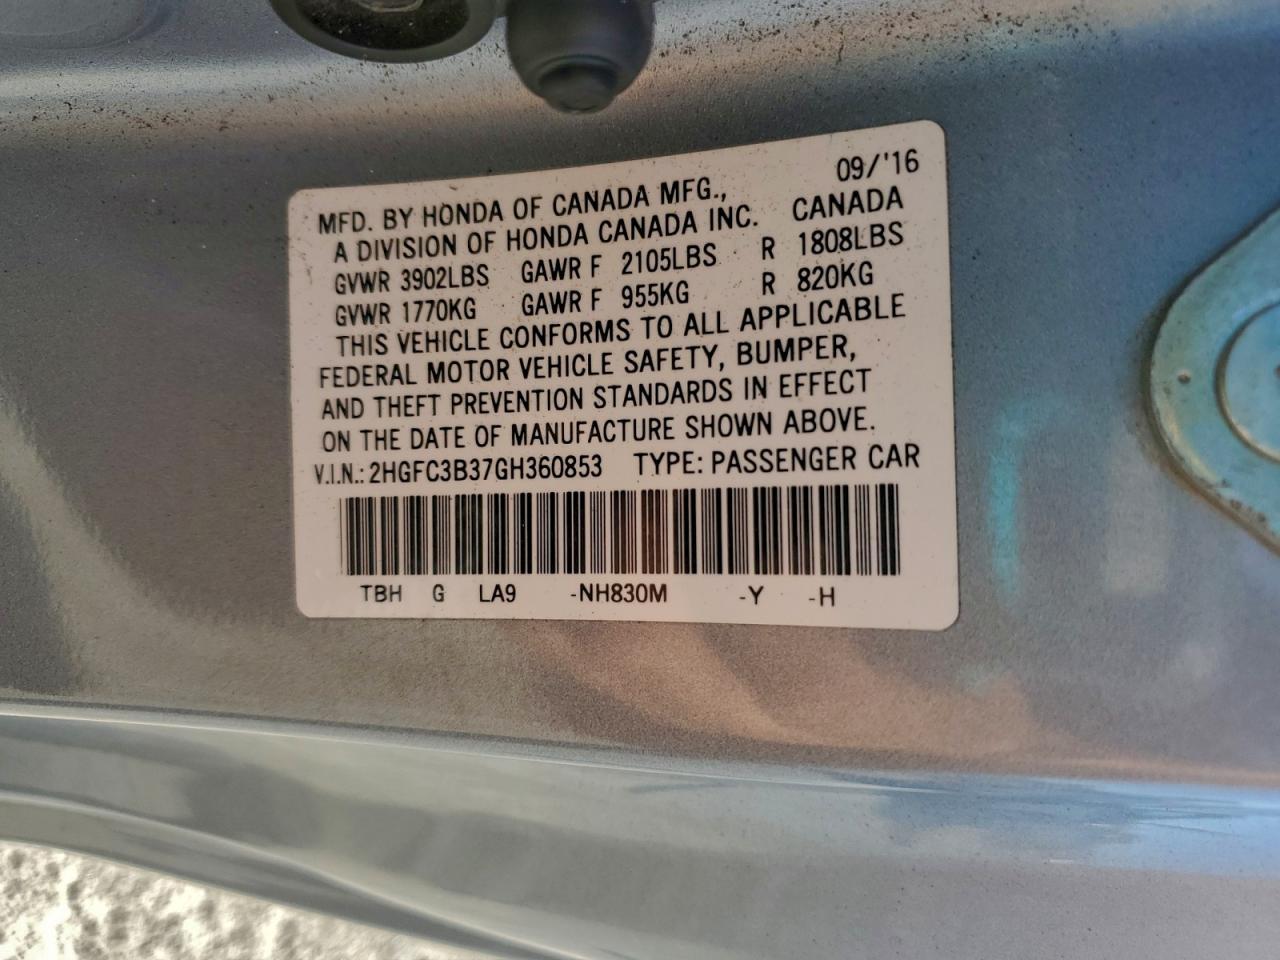 09/'16
MFD. BY HONDA OF CANADA MFG.,
A DIVISION OF HONDA CANADA INC. CANADA
GVWR 3902LBS GAWR F 2105LBS R 1808LBS
GVWR 1770KG GAWR F 955KG R 820KG
THIS VEHICLE CONFORMS TO ALL APPLICABLE
FEDERAL MOTOR VEHICLE SAFETY, BUMPER,
AND THEFT PREVENTION STANDARDS IN EFFECT
ON THE DATE OF MANUFACTURE SHOWN ABOVE.
V.I.N.: 2HGFC3B37GH360853 TYPE: PASSENGER CAR
TBH G LA9 -NH830M -Y -H